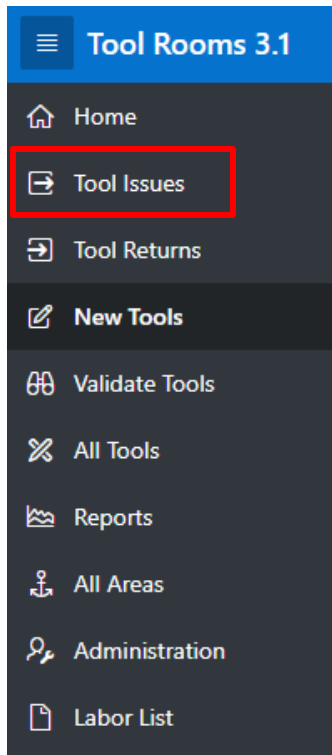 Tool Rooms 3.1
Home
Tool Issues
Tool Returns
New Tools
Validate Tools
All Tools
Reports
All Areas
Administration
Labor List